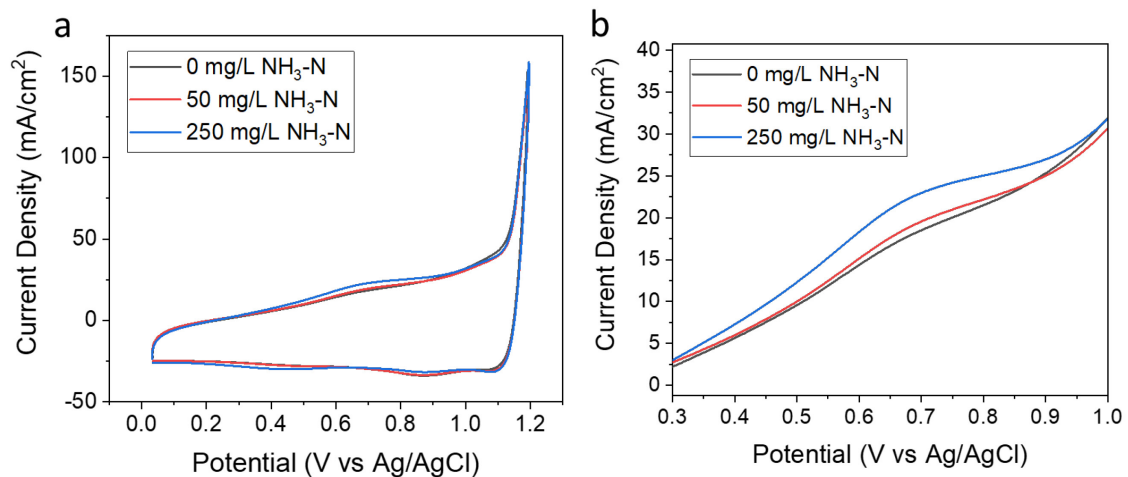 a
0 mg/L NH₃-N
50 mg/L NH₃-N
250 mg/L NH₃-N
150
100
50
0
-50
Current Density (mA/cm²)
0.0 0.2 0.4 0.6 0.8 1.0 1.2
Potential (V vs Ag/AgCl)
b
0 mg/L NH₃-N
50 mg/L NH₃-N
250 mg/L NH₃-N
40
35
30
25
20
15
10
5
0
Current Density (mA/cm²)
0.3 0.4 0.5 0.6 0.7 0.8 0.9 1.0
Potential (V vs Ag/AgCl)